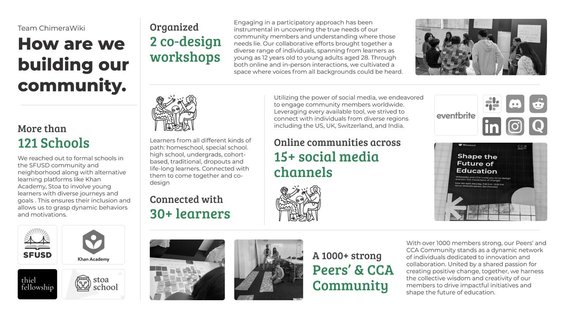 Team ChimeraWiki
How are we
building our
community.
More than
121 Schools
We reached out to formal schools in
the SFUSD community and
neighborhood along with alternative
learning platforms like Khan
Academy, Stoa to involve young
learners with diverse journeys and
goals . This ensures their inclusion and
allows us to grasp dynamic behaviors
and motivations.
SFUSD
Khan Academy
thiel
fellowship
stoa
school
Organized
2 co-design
workshops
Engaging in a participatory approach has been
instrumental in uncovering the true needs of our
community members and understanding where those
needs lie. Our collaborative efforts brought together a
diverse range of individuals, spanning from learners as
young as 12 years old to young adults aged 28. Through
both online and in-person interactions, we cultivated a
space where voices from all backgrounds could be heard.
Learners from all different kinds of
path: homeschool, special school,
high school, undergrads, cohort-
based, traditional, dropouts and
life-long learners. Connected with
them to come together and co-
design
Connected with
30+ learners
Utilizing the power of social media, we endeavored
to engage community members worldwide.
Leveraging every available tool, we strived to
connect with individuals from diverse regions
including the US, UK, Switzerland, and India.
Online communities across
15+ social media
channels
eventbrite
in
Q
Shape the
Future of
Education
A 1000+ strong
Peers’ & CCA
Community
With over 1000 members strong, our Peers' and
CCA Community stands as a dynamic network
of individuals dedicated to innovation and
collaboration. United by a shared passion for
creating positive change, together, we harness
the collective wisdom and creativity of our
members to drive impactful initiatives and
shape the future of education.